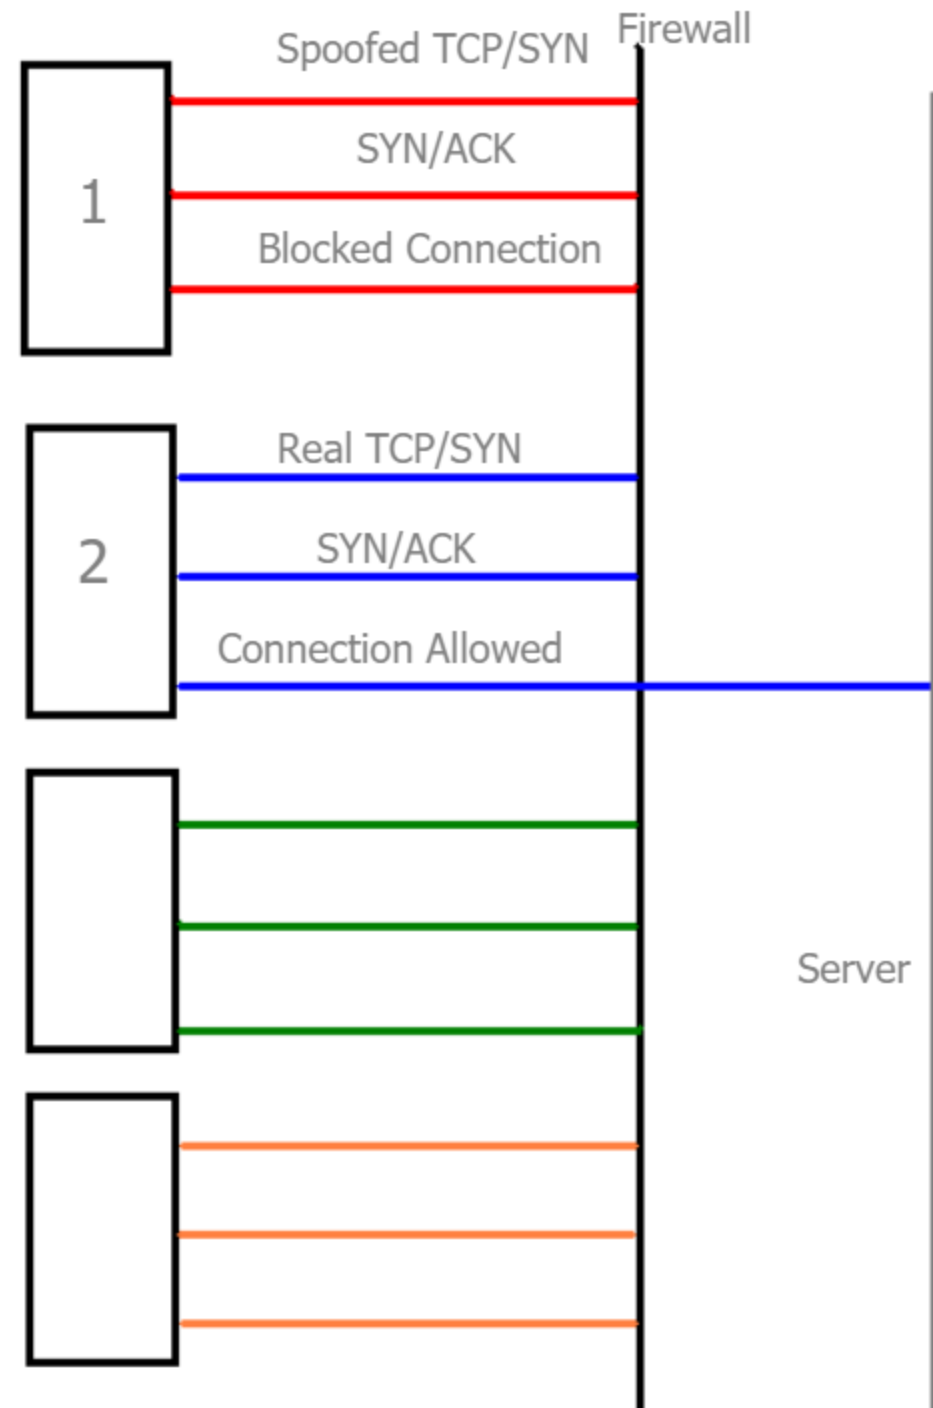 Firewall
Spoofed TCP/SYN
SYN/ACK
1
Blocked Connection
Real TCP/SYN
SYN/ACK
2
Connection Allowed
Server